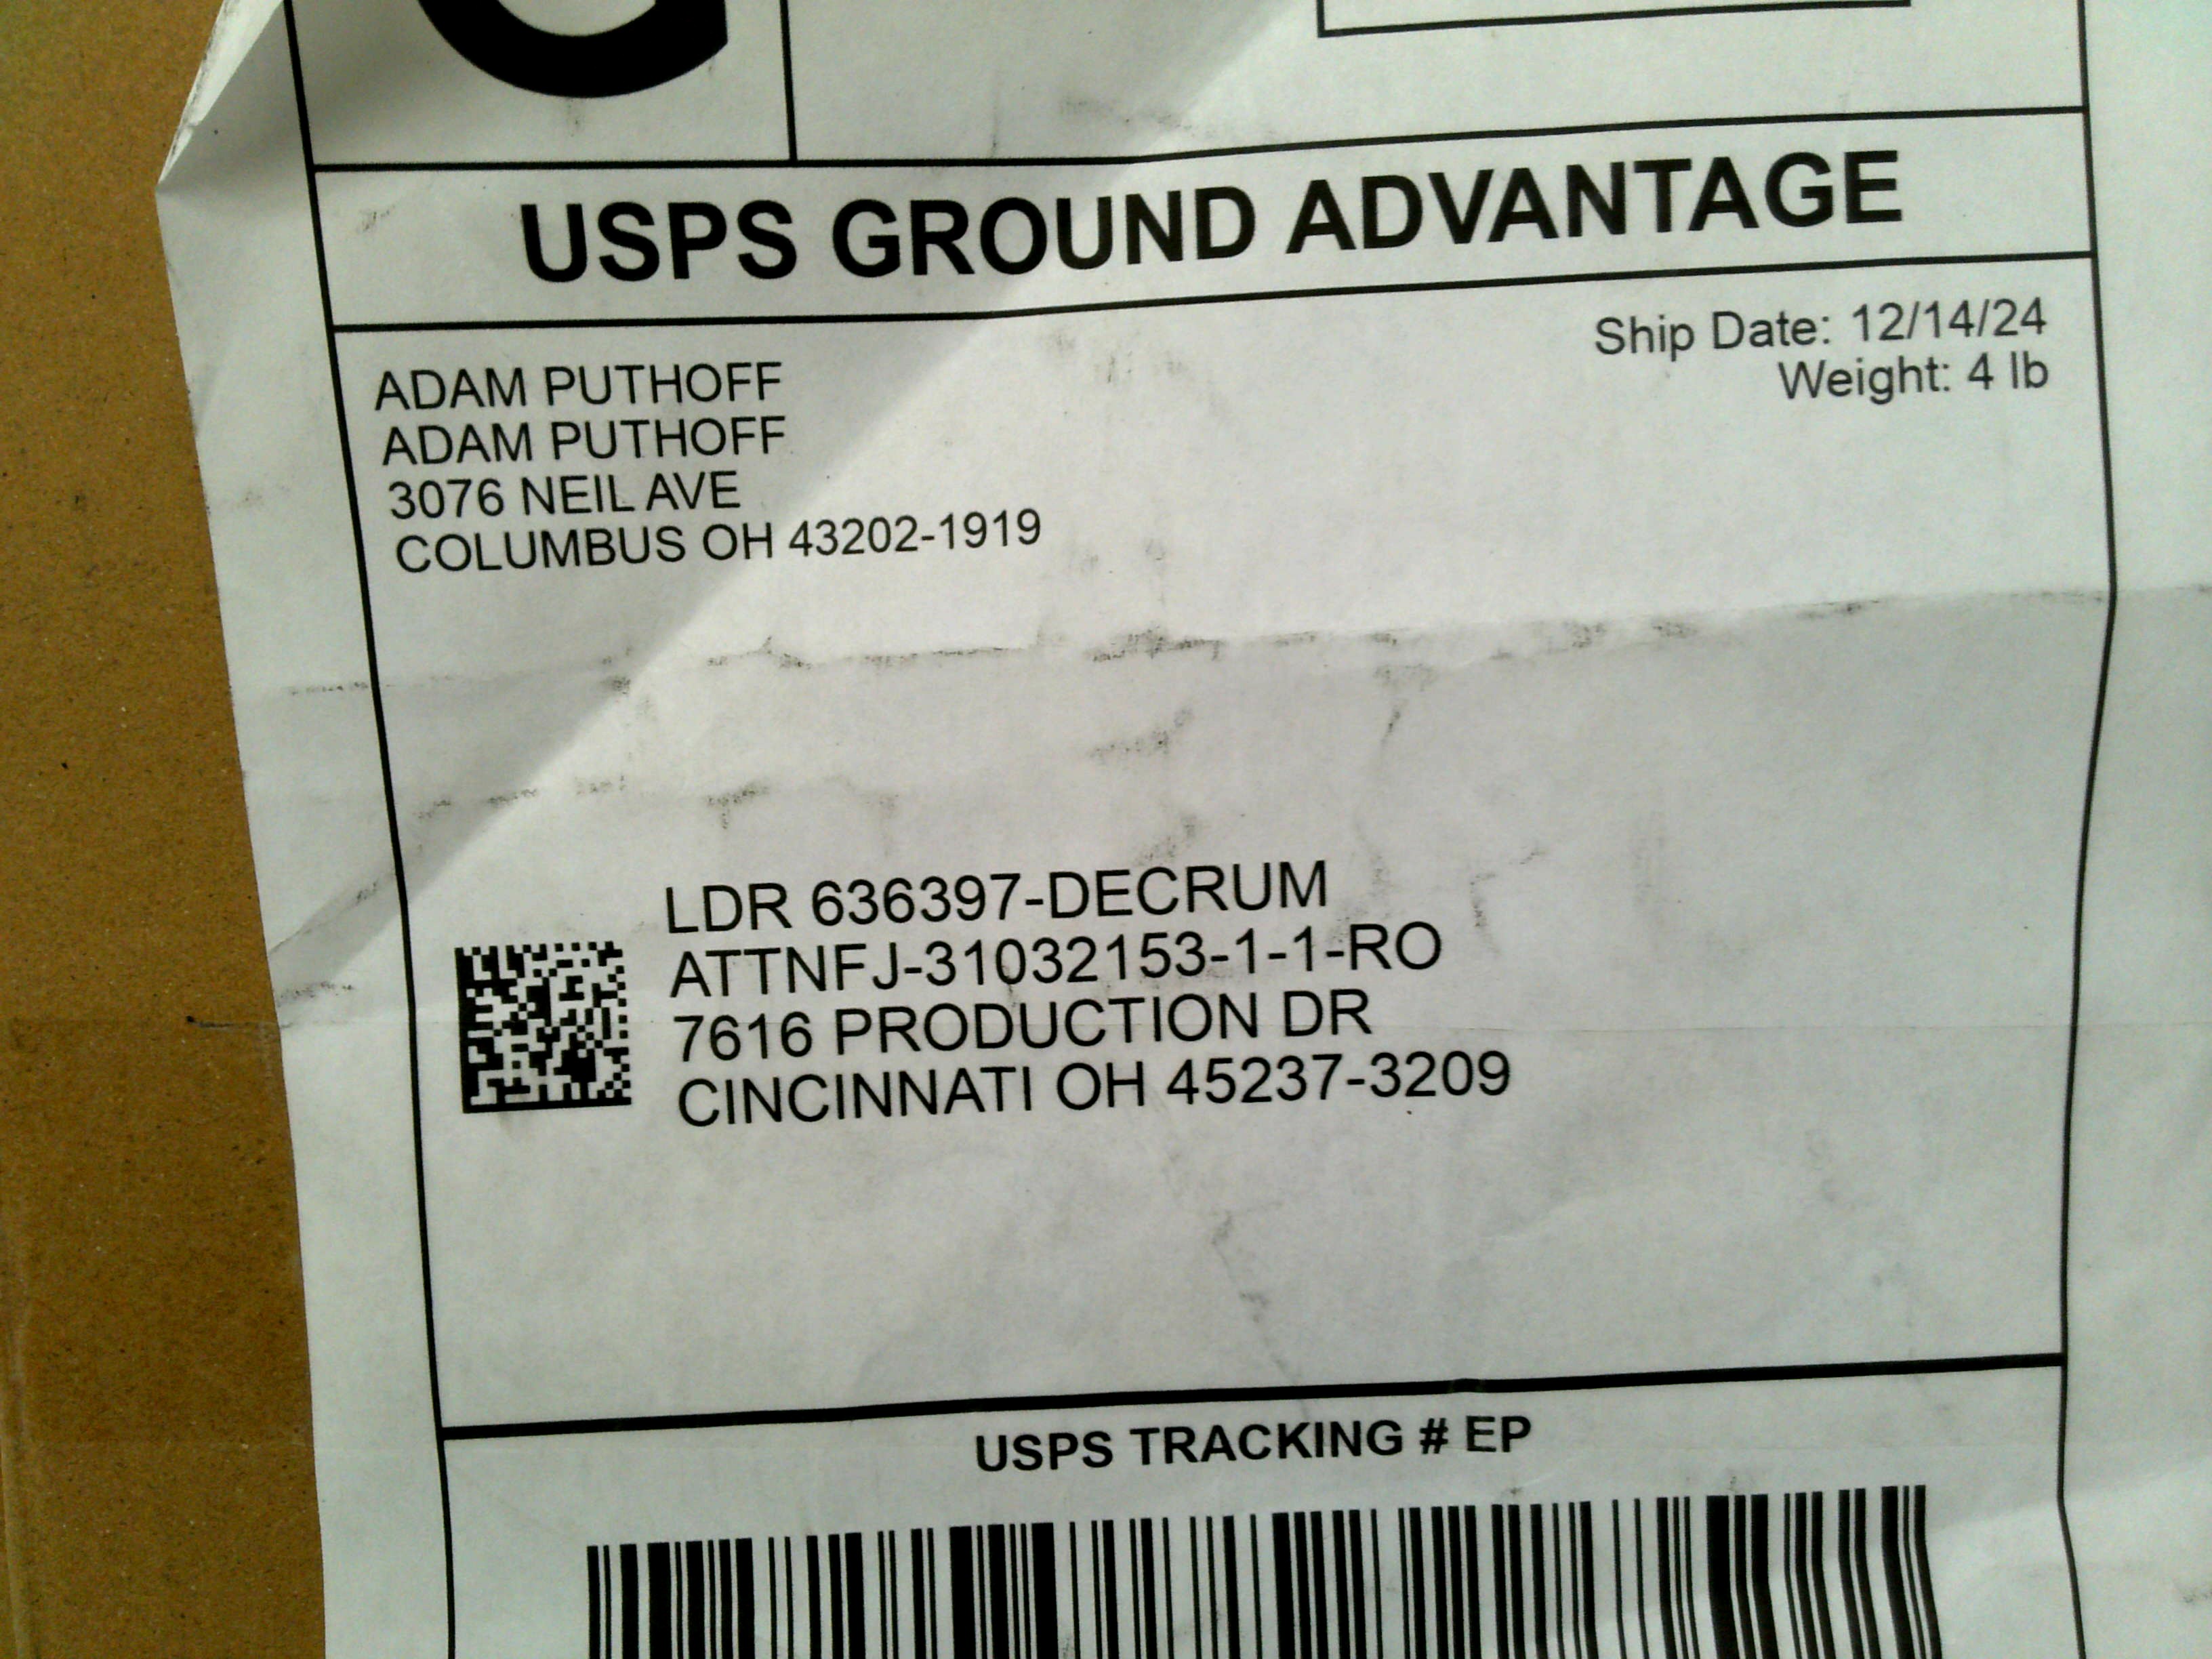 USPS GROUND ADVANTAGE
Ship Date: 12/14/24
Weight: 4 lb
ADAM PUTHOFF
ADAM PUTHOFF
3076 NEIL AVE
COLUMBUS OH 43202-1919
LDR 636397-DECRUM
ATTNFJ-31032153-1-1-RO
7616 PRODUCTION DR
CINCINNATI OH 45237-3209
USPS TRACKING # EP